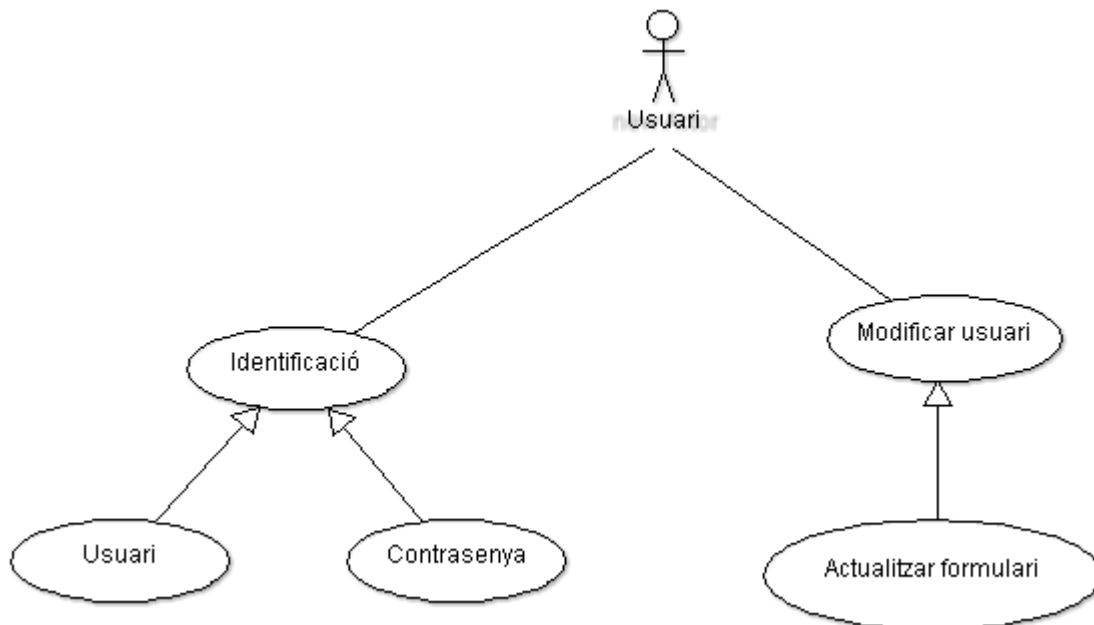 Usuari
Modificar usuari
Identificació
Usuari
Contrasenya
Actualitzar formulari